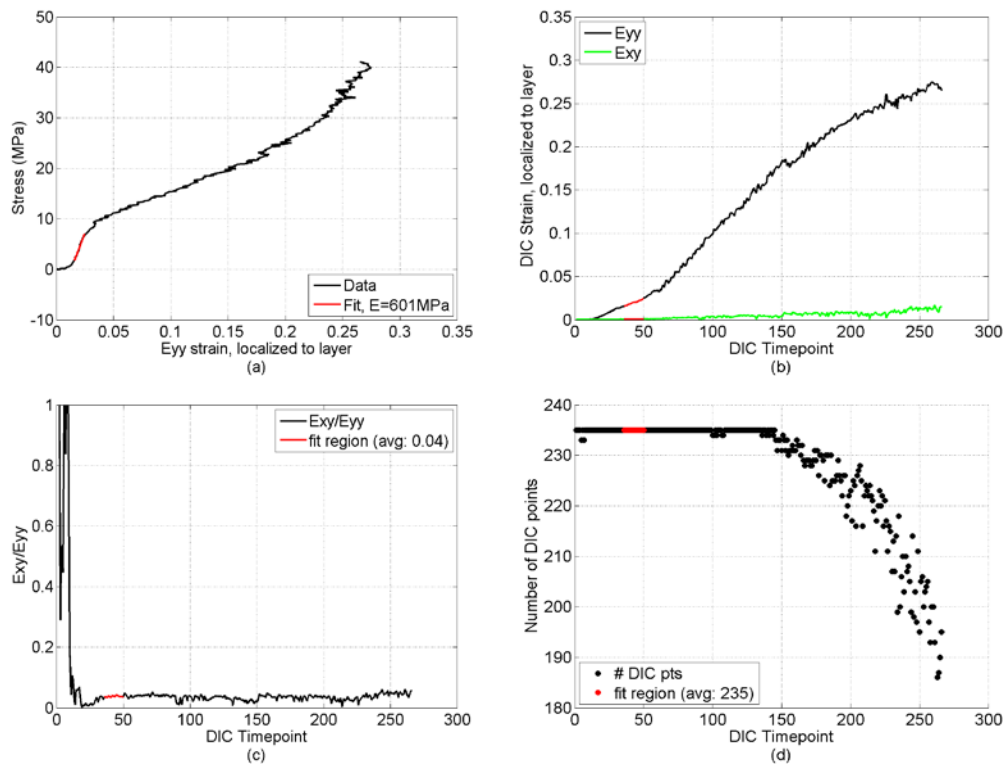 50
40
30
20
10
0
-10
Stress (MPa)
0
0.05
0.1
0.15
0.2
0.25
0.3
0.35
Eyy strain, localized to layer
Data
Fit, E=601MPa
(a)
0.35
0.3
0.25
0.2
0.15
0.1
0.05
0
DIC Strain, localized to layer
Eyy
Exy
0
50
100
150
200
250
300
DIC Timepoint
(b)
1
0.8
0.6
0.4
0.2
0
Exy/Eyy
Exy/Eyy
fit region (avg: 0.04)
0
50
100
150
200
250
300
DIC Timepoint
(c)
240
230
220
210
200
190
180
Number of DIC points
# DIC pts
fit region (avg: 235)
0
50
100
150
200
250
300
DIC Timepoint
(d)